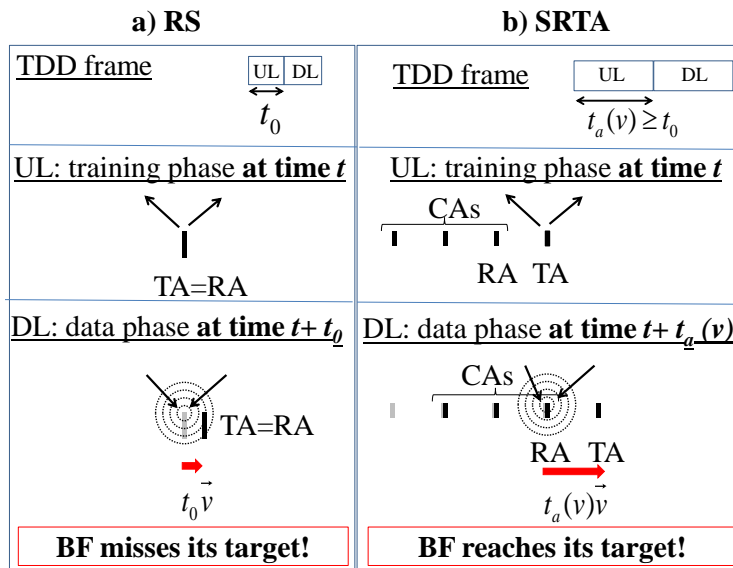 a) RS
TDD frame
UL DL
t₀
UL: training phase at time t
TA=RA
DL: data phase at time t+ t₀
TA=RA
t₀v⃗
BF misses its target!
b) SRTA
TDD frame
UL DL
tₐ(v) ≥ t₀
UL: training phase at time t
CAs
RA TA
DL: data phase at time t+ tₐ (v)
CAs
RA TA
tₐ(v)v⃗
BF reaches its target!